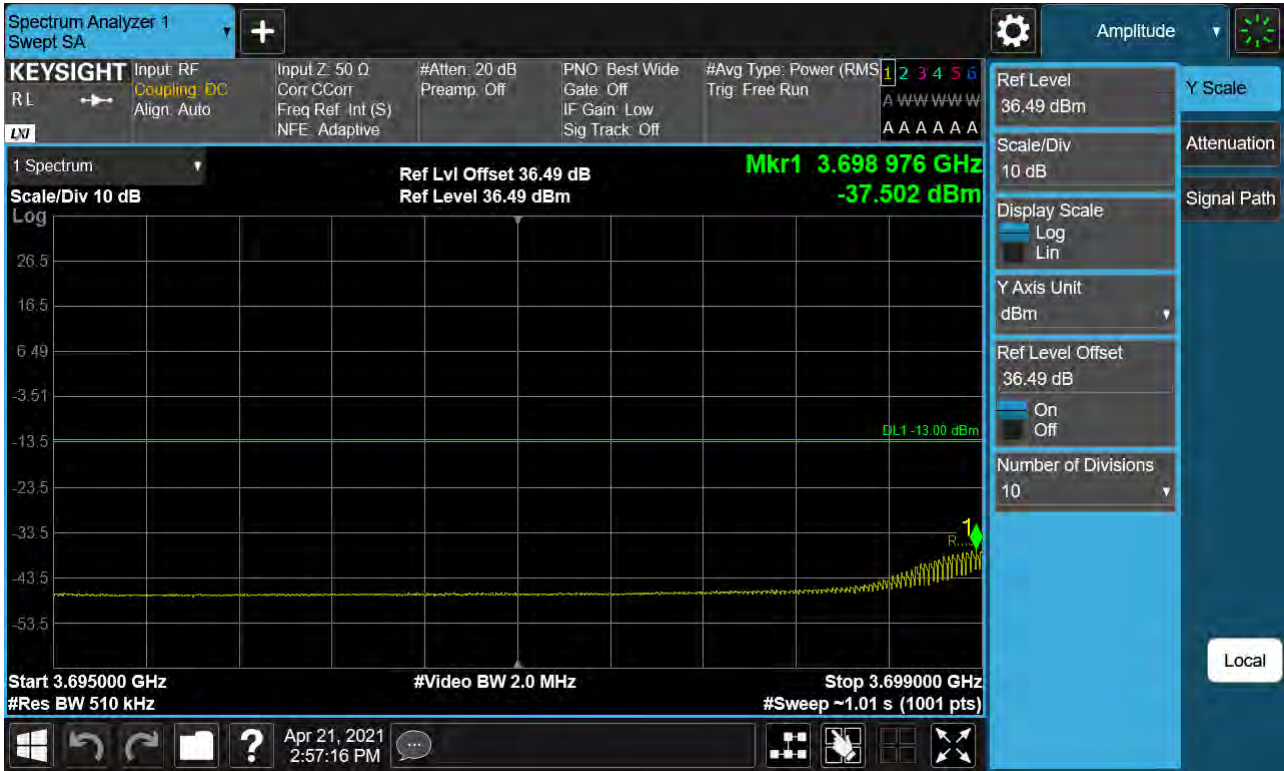 Spectrum Analyzer 1
Swept SA
Amplitude
KEYSIGHT
RL
LXI
Input: RF
Coupling: DC
Align: Auto
Input Z: 50 Ω
Corr CCorr
Freq Ref: Int (S)
NFE: Adaptive
#Atten: 20 dB
Preamp: Off
PNO: Best Wide
Gate: Off
IF Gain: Low
Sig Track: Off
#Avg Type: Power (RMS
Trig: Free Run
1 2 3 4 5 6
A W W W W W
A A A A A A
1 Spectrum
Scale/Div 10 dB
Log
Ref Lvl Offset 36.49 dB
Ref Level 36.49 dBm
Mkr1 3.698 976 GHz
-37.502 dBm
26.5
16.5
6.49
-3.51
-13.5
-23.5
-33.5
-43.5
-53.5
DL1 -13.00 dBm
1
Start 3.695000 GHz
#Res BW 510 kHz
#Video BW 2.0 MHz
Stop 3.699000 GHz
#Sweep ~1.01 s (1001 pts)
Ref Level
36.49 dBm
Scale/Div
10 dB
Display Scale
Log
Lin
Y Axis Unit
dBm
Ref Level Offset
36.49 dB
On
Off
Number of Divisions
10
Y Scale
Attenuation
Signal Path
Local
?
Apr 21, 2021
2:57:16 PM